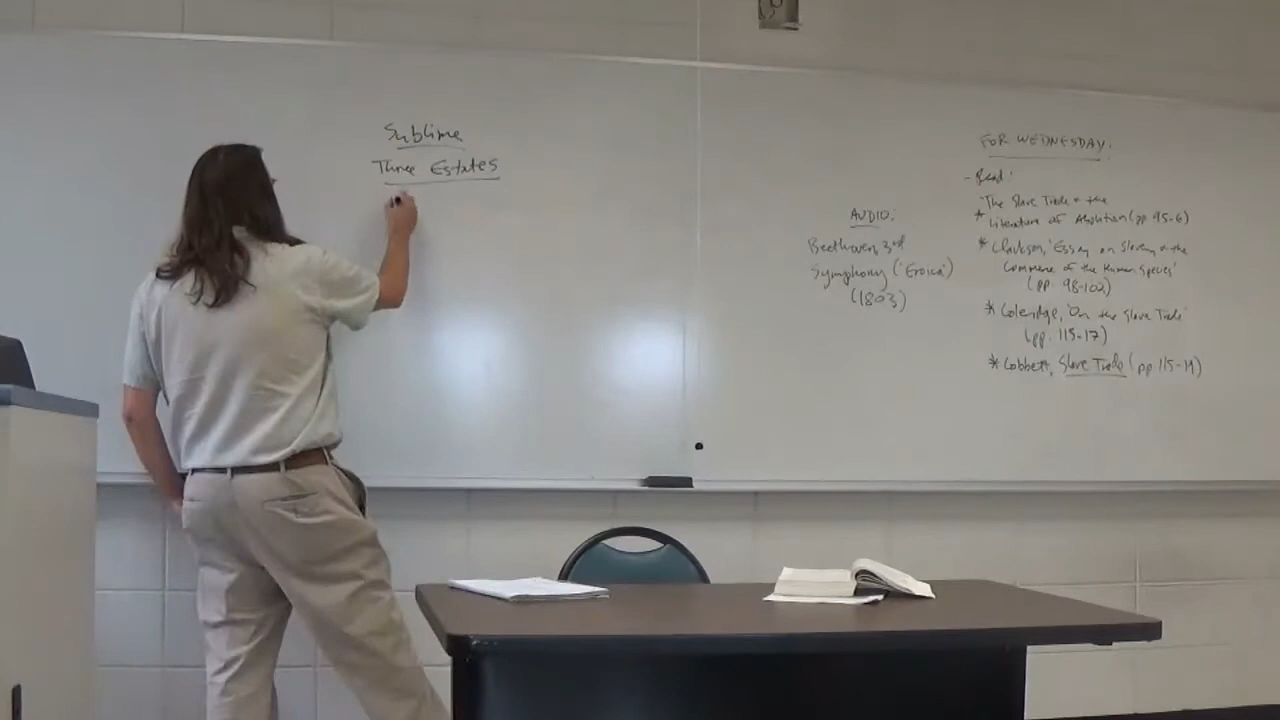 Sublime
Three Estates
AUDIO:
Beethoven, 3rd
Symphony ('Eroica')
(1803)
FOR WEDNESDAY:
- Read:
"The Slave Trade & the
* Literature of Abolition (pp 95-6)
* Clarkson, 'Essay on Slavery & the
Commerce of the Human Species'
(pp. 98-102)
* Coleridge, 'On the Slave Trade'
(pp. 115-17)
* Cobbett, Slave Trade (pp 115-19)